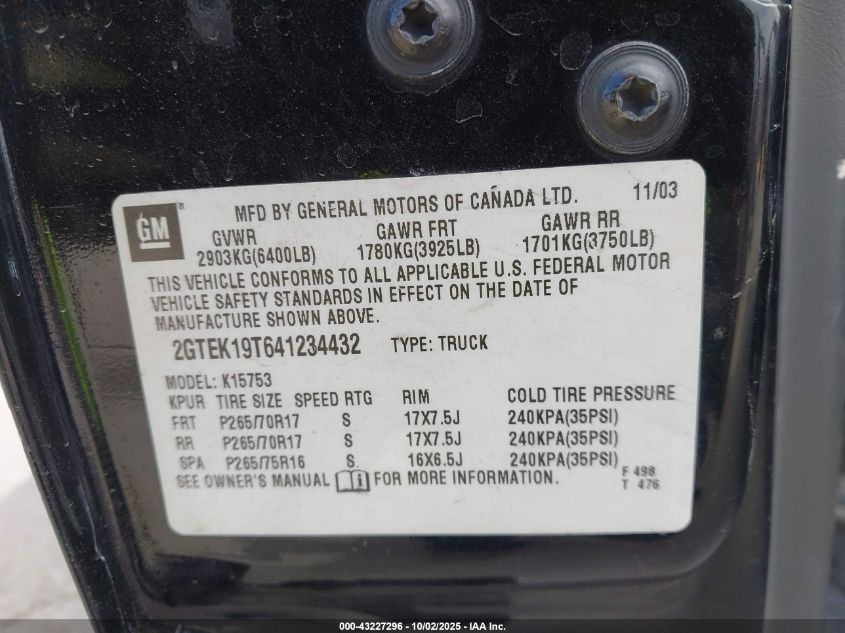 GM
MFD BY GENERAL MOTORS OF CAÑADA LTD. 11/03
GVWR GAWR FRT GAWR RR
2903KG(6400LB) 1780KG(3925LB) 1701KG(3750LB)
THIS VEHICLE CONFORMS TO ALL APPLICABLE U.S. FEDERAL MOTOR
VEHICLE SAFETY STANDARDS IN EFFECT ON THE DATE OF
MANUFACTURE SHOWN ABOVE.
2GTEK19T641234432 TYPE: TRUCK
MODEL: K15753
KPUR TIRE SIZE SPEED RTG RIM COLD TIRE PRESSURE
FRT P265/70R17 S 17X7.5J 240KPA(35PSI)
RR P265/70R17 S 17X7.5J 240KPA(35PSI)
SPA P265/75R16 S 16X6.5J 240KPA(35PSI)
SEE OWNER'S MANUAL FOR MORE INFORMATION.
F 498
T 476
000-43227296 - 10/02/2025 - IAA Inc.